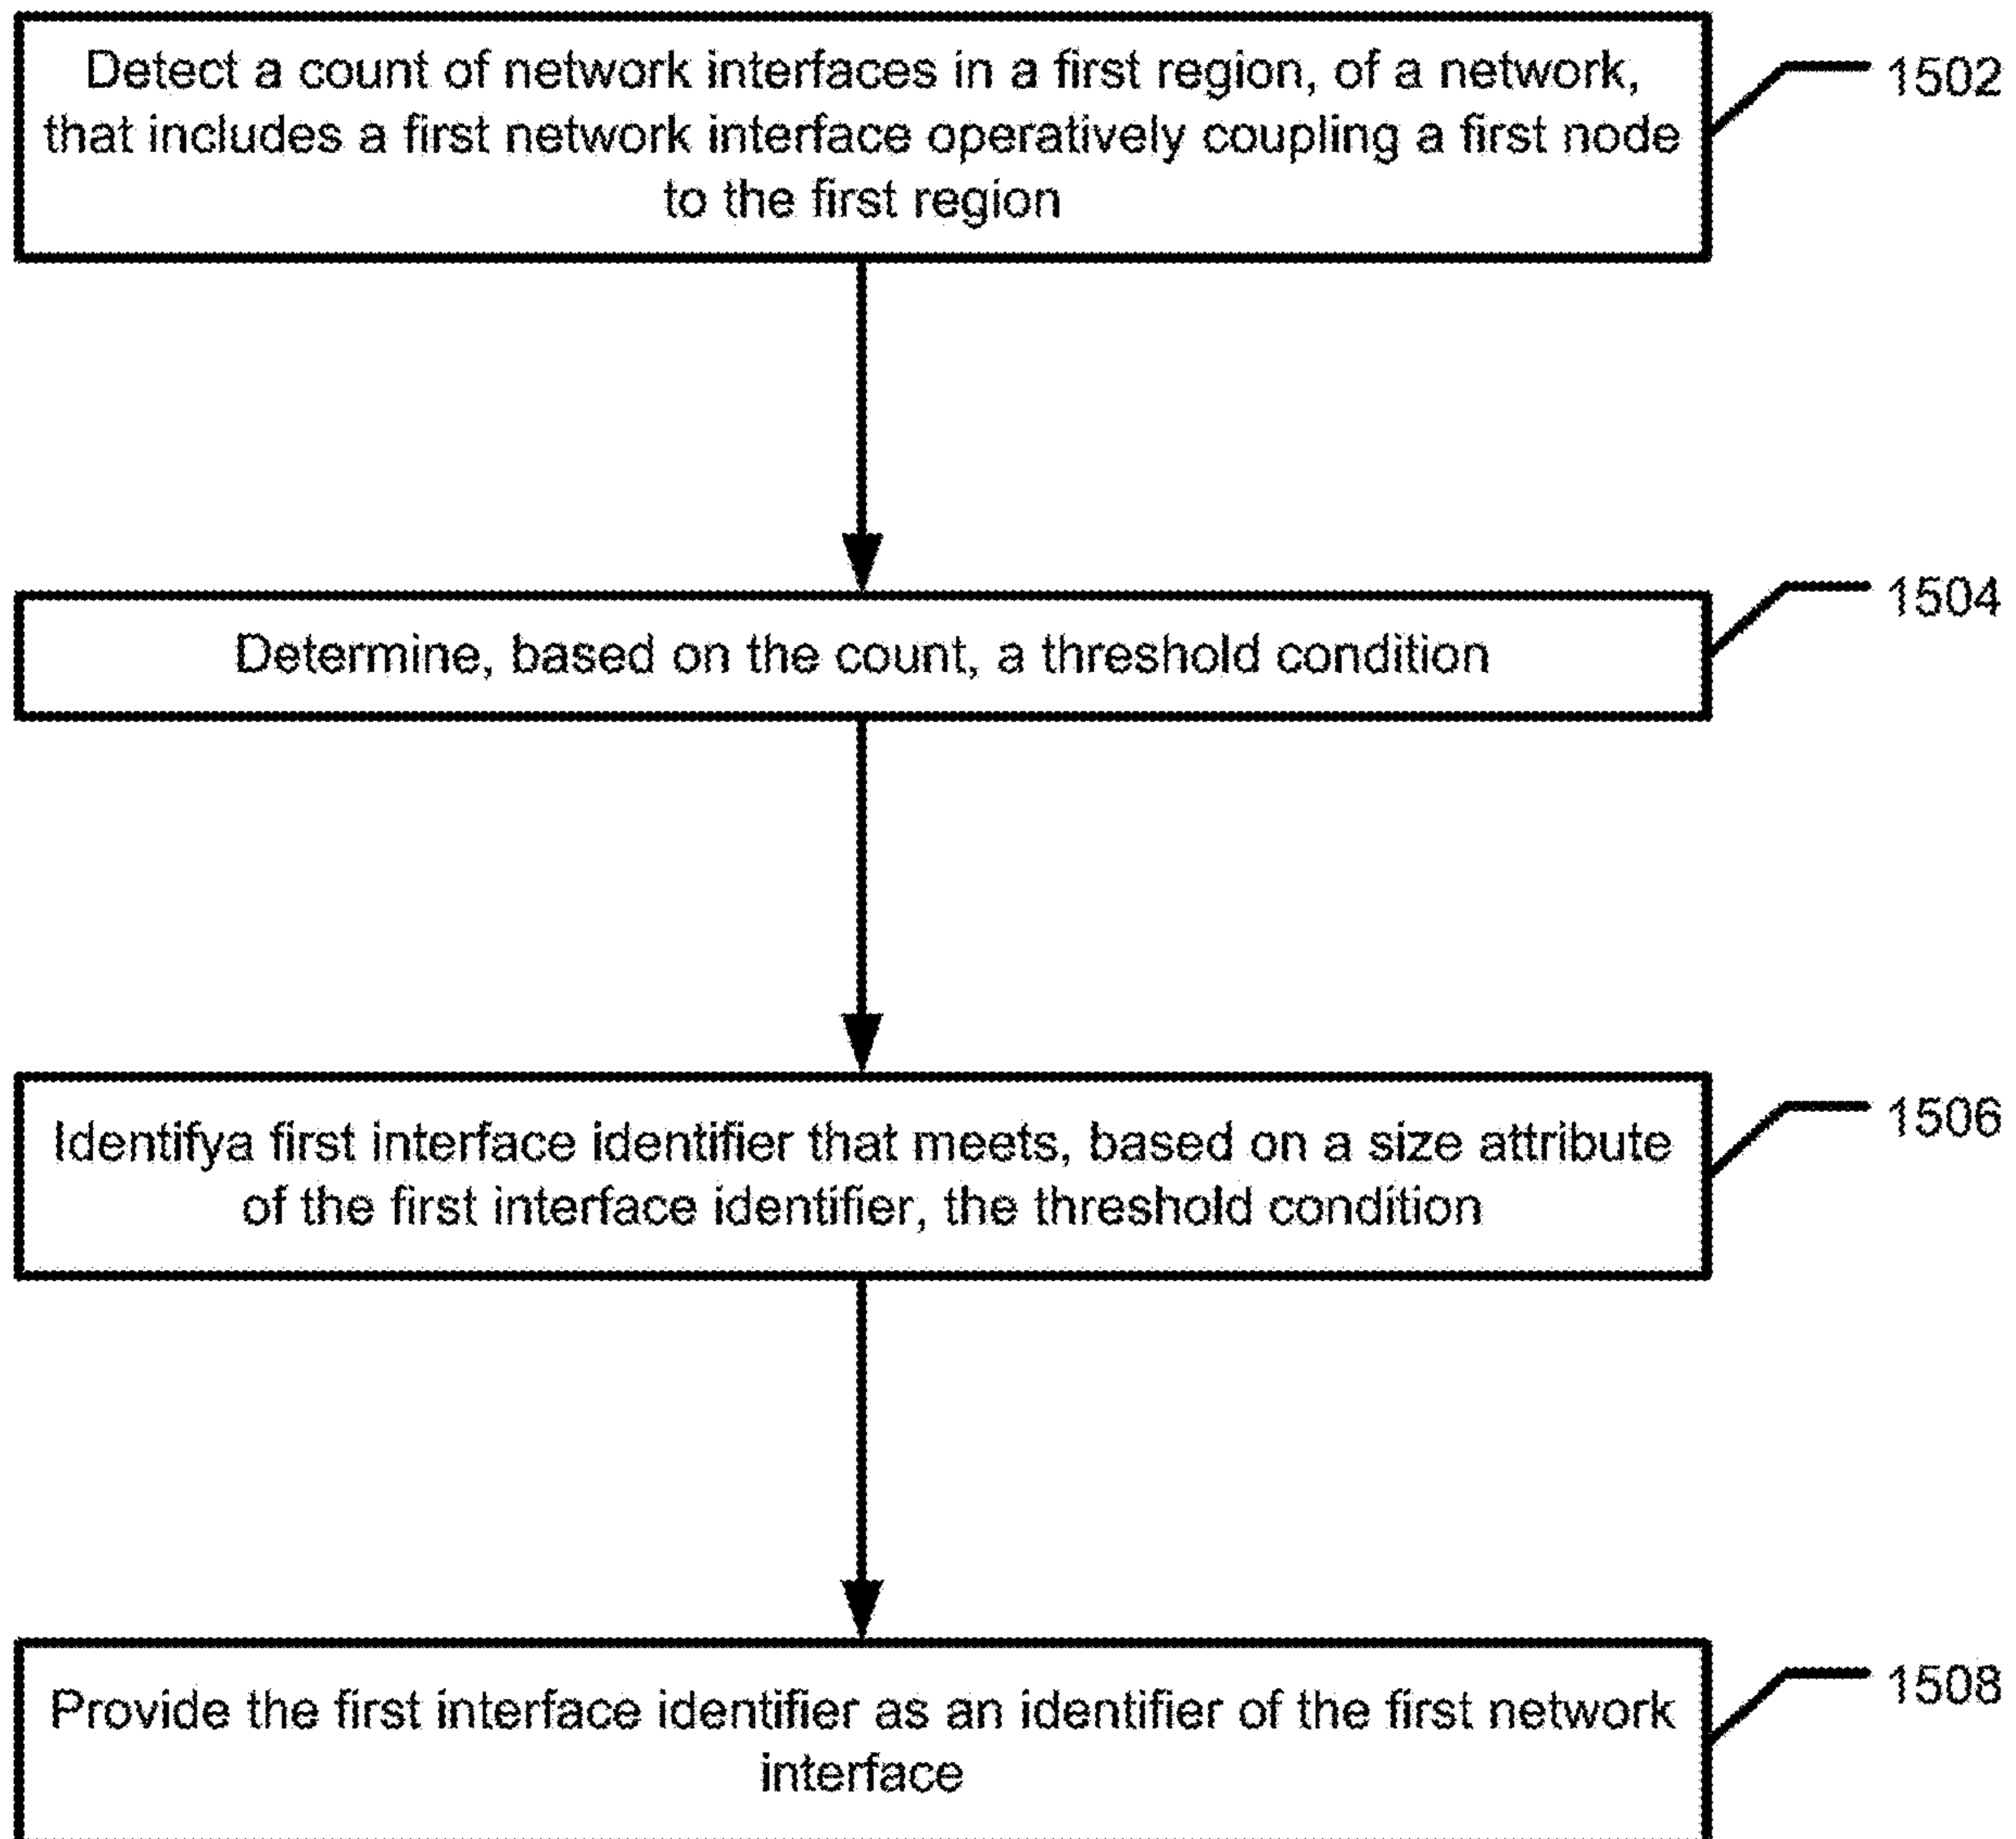 Detect a count of network interfaces in a first region, of a network,
that includes a first network interface operatively coupling a first node
to the first region
1502
Determine, based on the count, a threshold condition
1504
Identifya first interface identifier that meets, based on a size attribute
of the first interface identifier, the threshold condition
1506
Provide the first interface identifier as an identifier of the first network
interface
1508